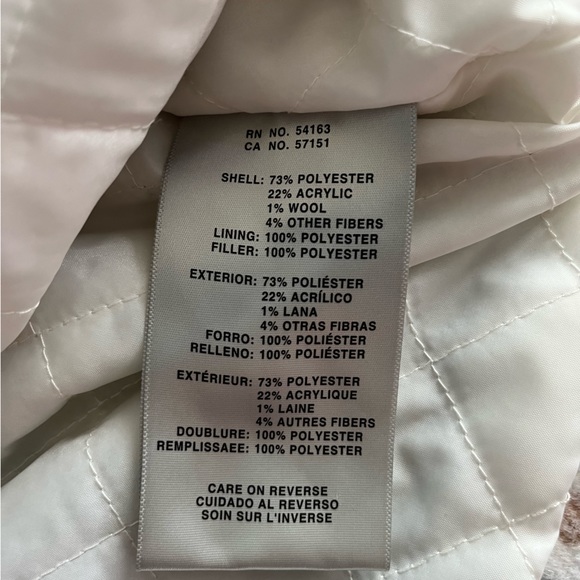 RN NO. 54163
CA NO. 57151
SHELL: 73% POLYESTER
22% ACRYLIC
1% WOOL
4% OTHER FIBERS
LINING: 100% POLYESTER
FILLER: 100% POLYESTER
EXTERIOR: 73% POLIÉSTER
22% ACRÍLICO
1% LANA
4% OTRAS FIBRAS
FORRO: 100% POLIÉSTER
RELLENO: 100% POLIÉSTER
EXTÉRIEUR: 73% POLYESTER
22% ACRYLIQUE
1% LAINE
4% AUTRES FIBERS
DOUBLURE: 100% POLYESTER
REMPLISSAEE: 100% POLYESTER
CARE ON REVERSE
CUIDADO AL REVERSO
SOIN SUR L'INVERSE